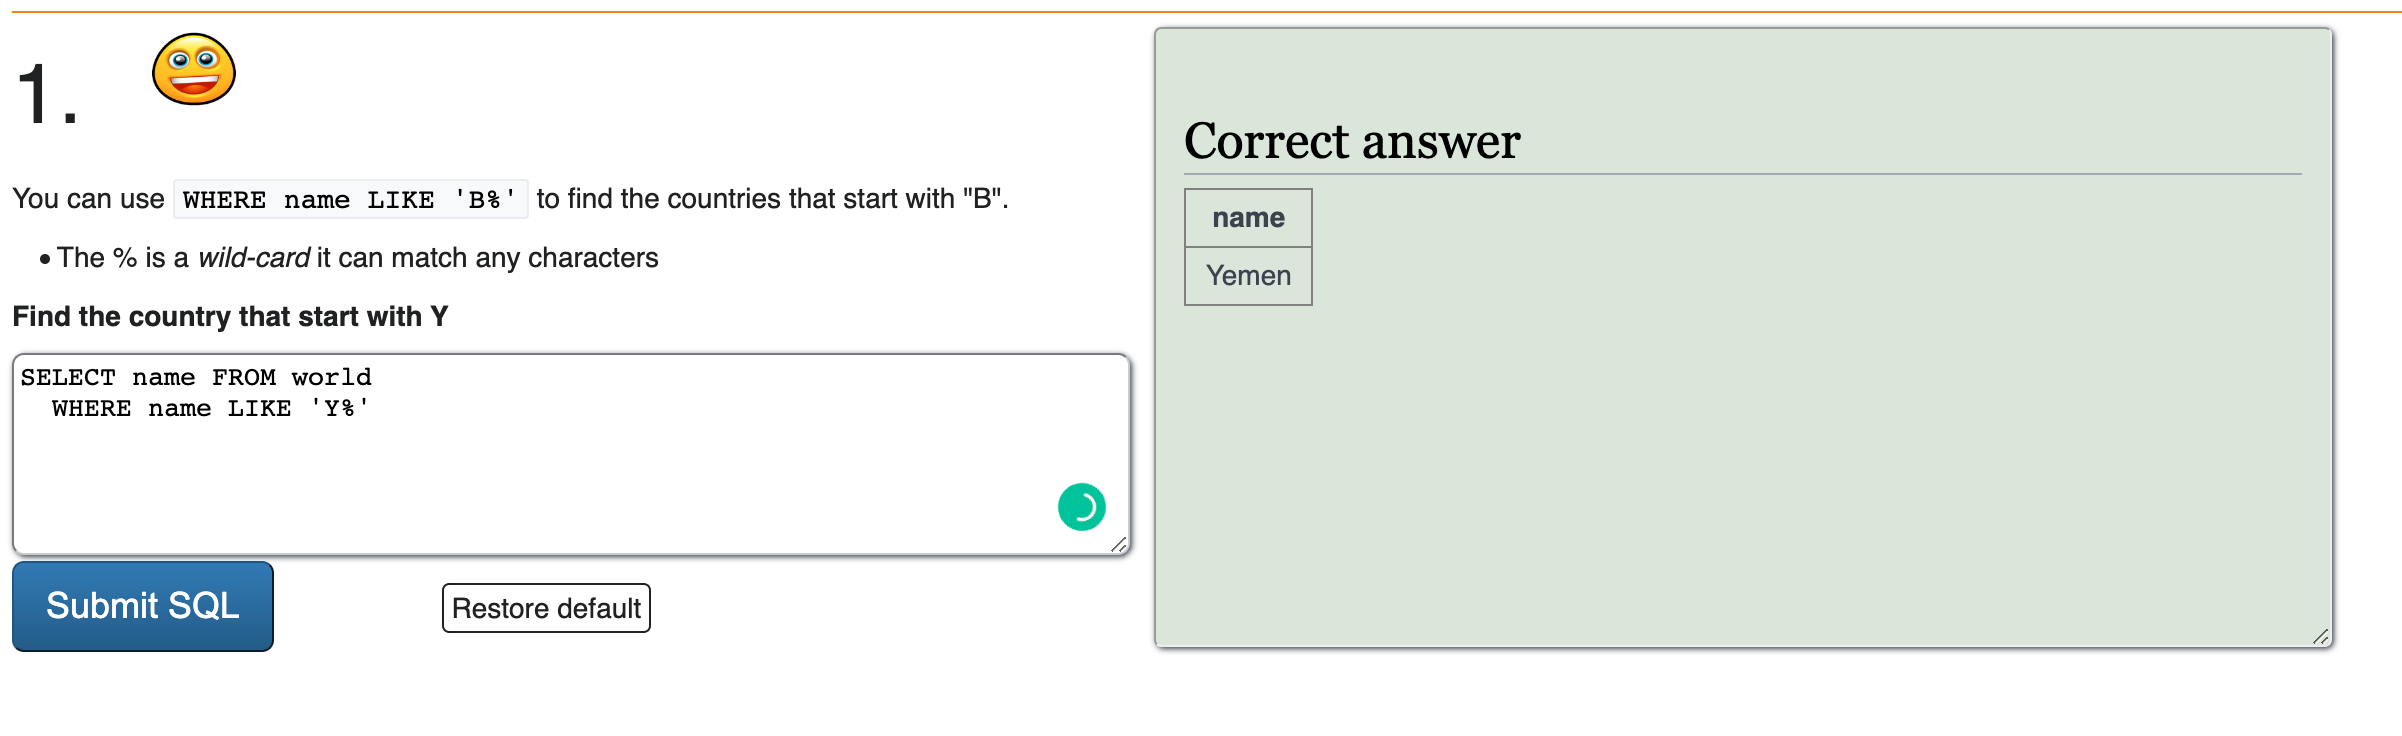 1.
You can use WHERE name LIKE 'B%' to find the countries that start with "B".
• The % is a wild-card it can match any characters
Find the country that start with Y
SELECT name FROM world
WHERE name LIKE 'Y%'
Submit SQL
Restore default
Correct answer
name
Yemen